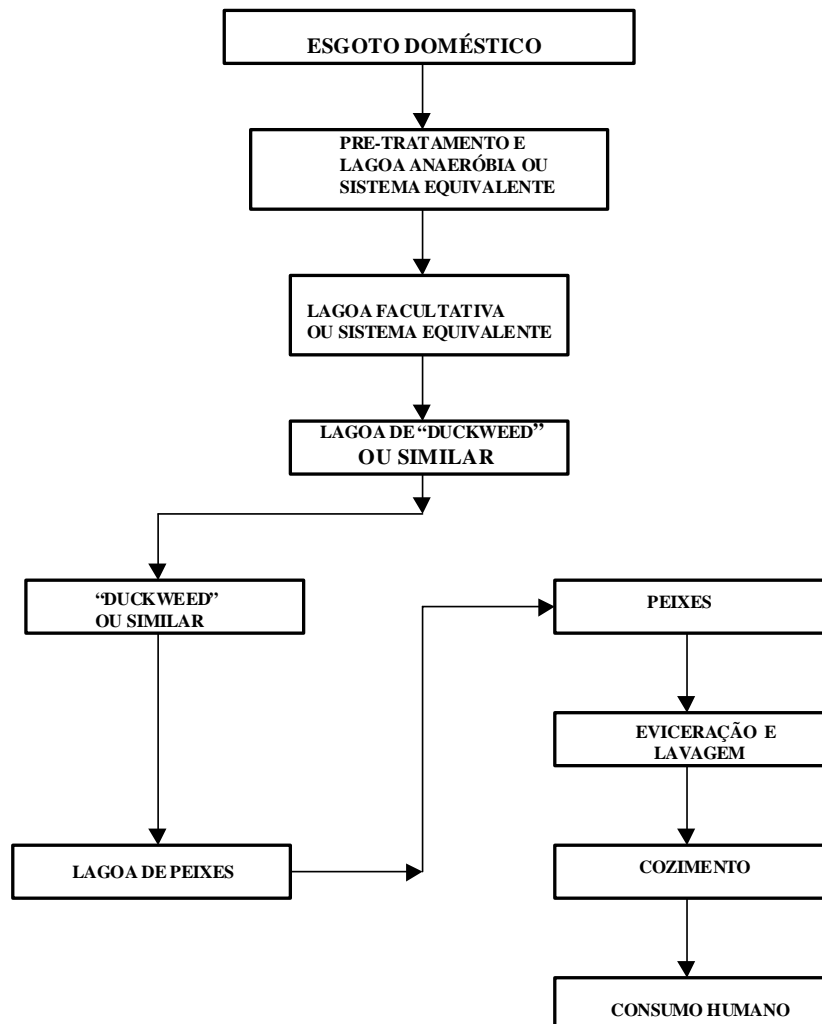 ESGOTO DOMÉSTICO
PRE-TRATAMENTO E
LAGOA ANAERÓBIA OU
SISTEMA EQUIVALENTE
LAGOA FACULTATIVA
OU SISTEMA EQUIVALENTE
LAGOA DE “DUCKWEED”
OU SIMILAR
“DUCKWEED”
OU SIMILAR
LAGOA DE PEIXES
PEIXES
EVICERAÇÃO E
LAVAGEM
COZIMENTO
CONSUMO HUMANO